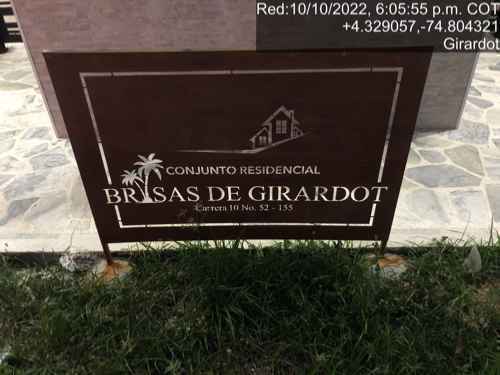 Red:10/10/2022, 6:05:55 p.m. COT
+4.329057,-74.804321
Girardot
CONJUNTO RESIDENCIAL
BRISAS DE GIRARDOT
Carrera 10 No. 52 - 155